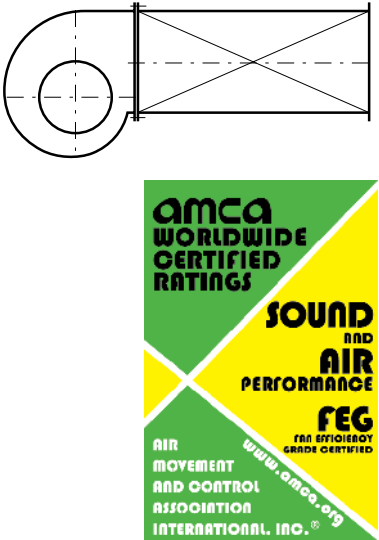 amca
WORLDWIDE
CERTIFIED
RATINGS
SOUND
AND
AIR
PERFORMANCE
FEG
FAN EFFICIENCY
GRADE CERTIFIED
www.amca.org
AIR
MOVEMENT
AND CONTROL
ASSOCIATION
INTERNATIONAL, INC.®